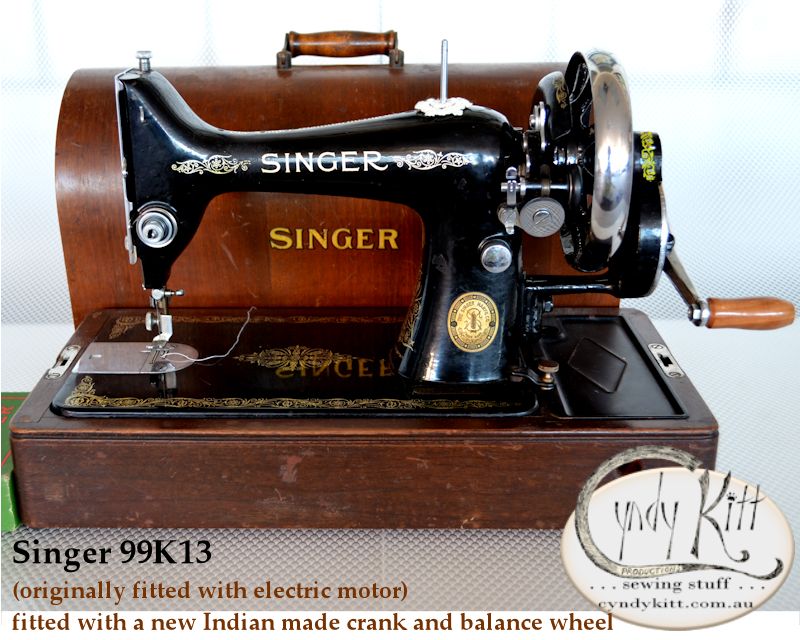 SINGER
SINGER
SINGER
Singer 99K13
(originally fitted with electric motor)
fitted with a new Indian made crank and balance wheel
Cyndy Kitt
PRODUCTIONS
... sewing stuff ...
cyndykitt.com.au